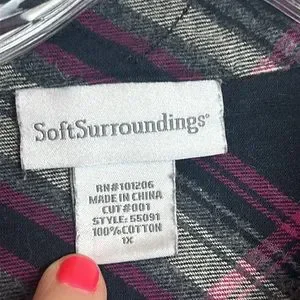 SoftSurroundings®
RN#101206
MADE IN CHINA
CUT#001
STYLE: 55091
100%COTTON
1X